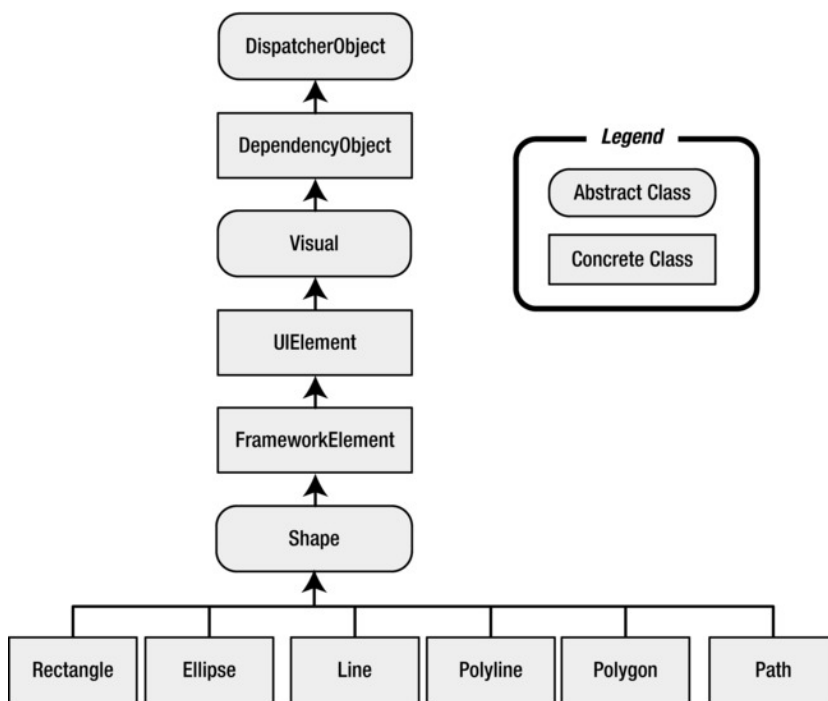 DispatcherObject
DependencyObject
Visual
UIElement
FrameworkElement
Shape
Rectangle
Ellipse
Line
Polyline
Polygon
Path
Legend
Abstract Class
Concrete Class